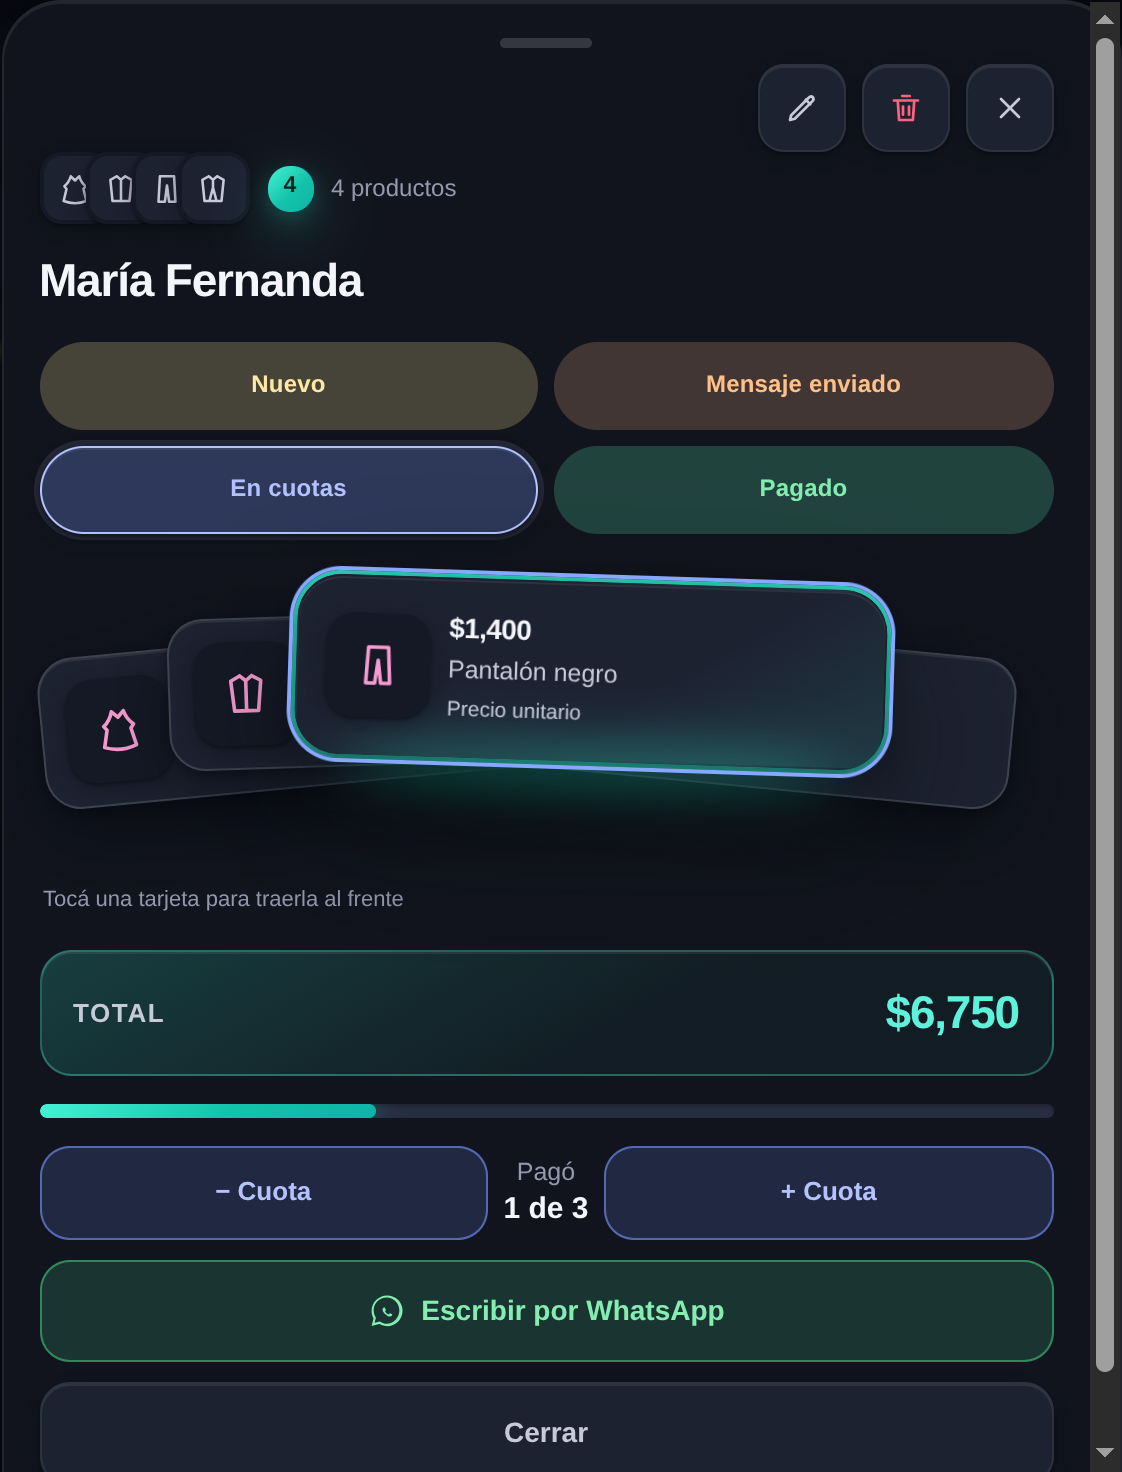 4
4 productos
María Fernanda
Nuevo
Mensaje enviado
En cuotas
Pagado
$1,400
Pantalón negro
Precio unitario
Tocá una tarjeta para traerla al frente
TOTAL
$6,750
− Cuota
Pagó
1 de 3
+ Cuota
Escribir por WhatsApp
Cerrar